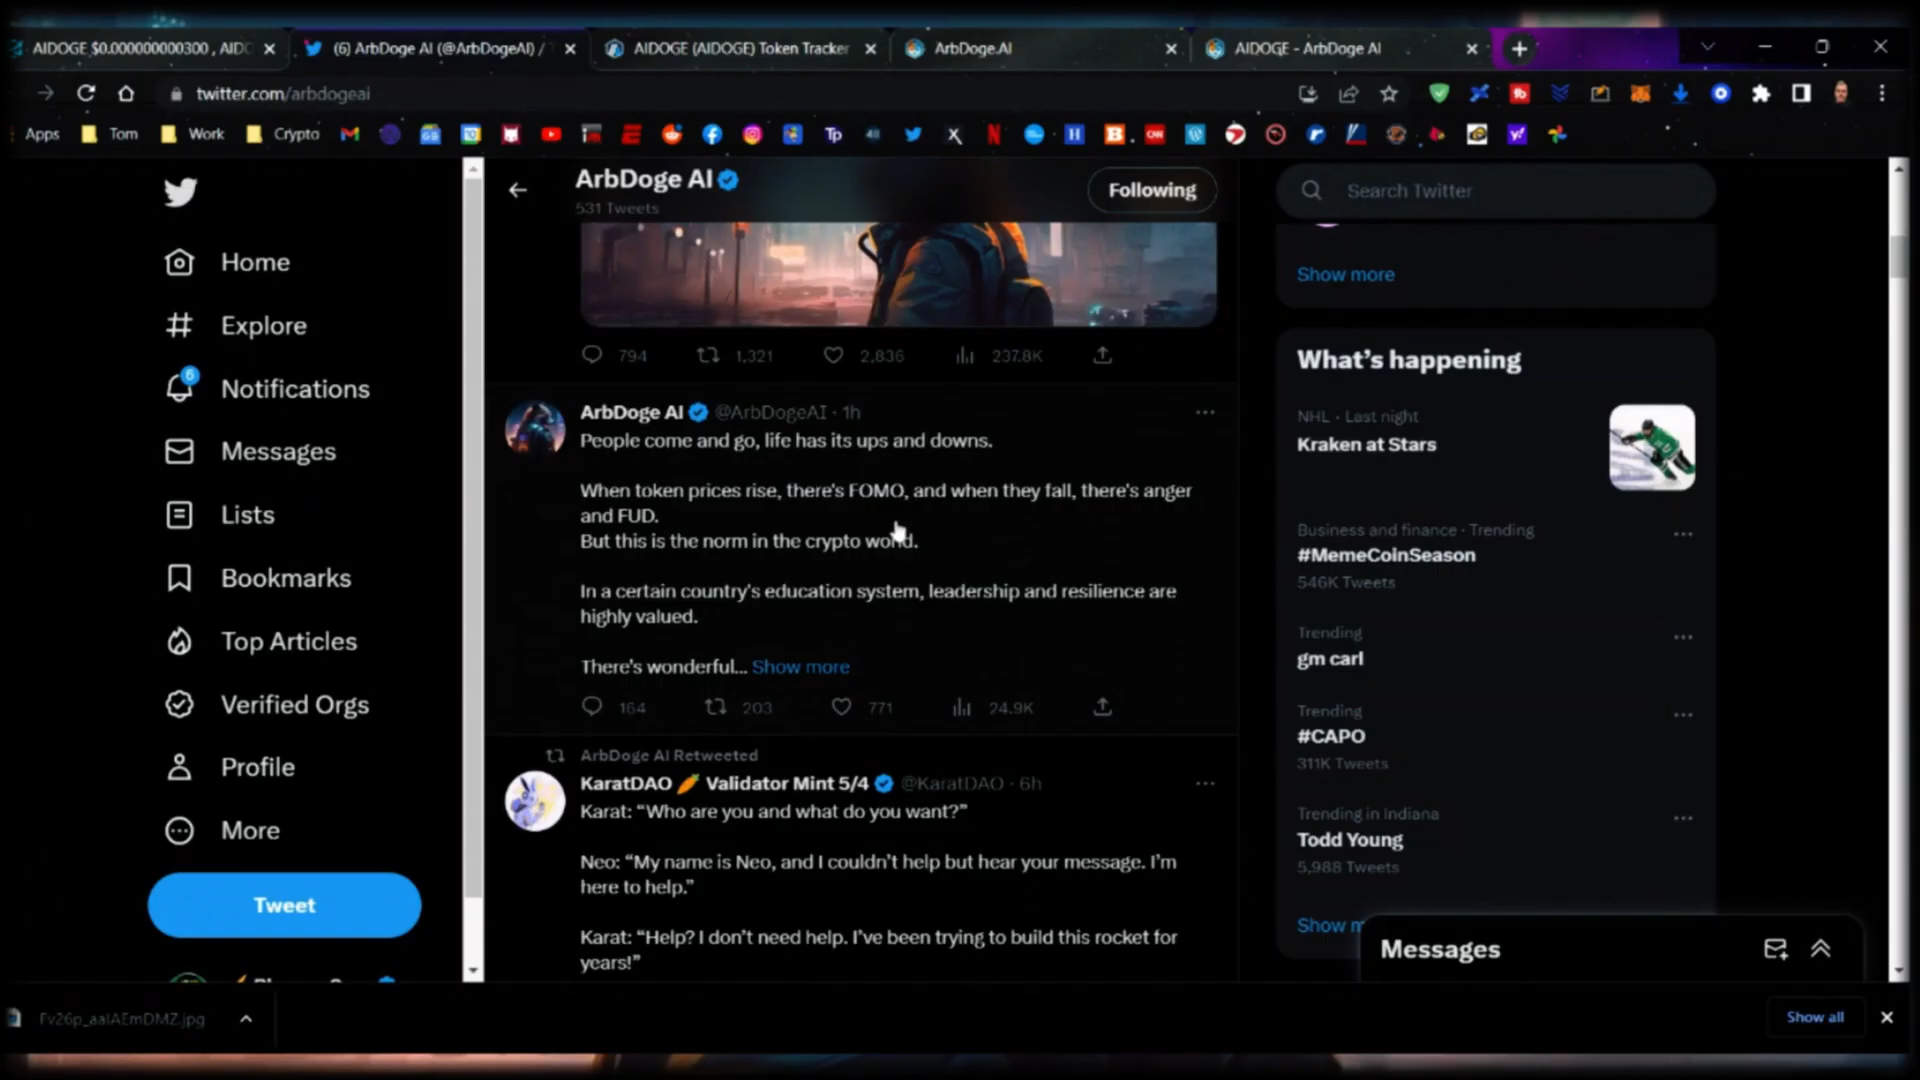 AIDOGE $0.000000000300 , AIDO
(6) ArbDoge AI (@ArbDogeAI) / T
AIDOGE (AIDOGE) Token Tracker
ArbDoge.AI
AIDOGE - ArbDoge AI
twitter.com/arbdogeai
Apps
Tom
Work
Crypto
Home
Explore
6
Notifications
Messages
Lists
Bookmarks
Top Articles
Verified Orgs
Profile
More
Tweet
ArbDoge AI
531 Tweets
Following
794
1,321
2,836
237.8K
ArbDoge AI @ArbDogeAI · 1h
People come and go, life has its ups and downs.
When token prices rise, there's FOMO, and when they fall, there's anger
and FUD.
But this is the norm in the crypto world.
In a certain country's education system, leadership and resilience are
highly valued.
There's wonderful... Show more
164
203
771
24.9K
ArbDoge AI Retweeted
KaratDAO 🥕 Validator Mint 5/4 @KaratDAO · 6h
Karat: “Who are you and what do you want?”
Neo: “My name is Neo, and I couldn’t help but hear your message. I’m
here to help.”
Karat: “Help? I don’t need help. I’ve been trying to build this rocket for
years!”
Search Twitter
Show more
What’s happening
NHL · Last night
Kraken at Stars
Business and finance · Trending
#MemeCoinSeason
546K Tweets
Trending
gm carl
Trending
#CAPO
311K Tweets
Trending in Indiana
Todd Young
5,988 Tweets
Show m
Messages
Fv26p_aaIAEmDMZ.jpg
Show all